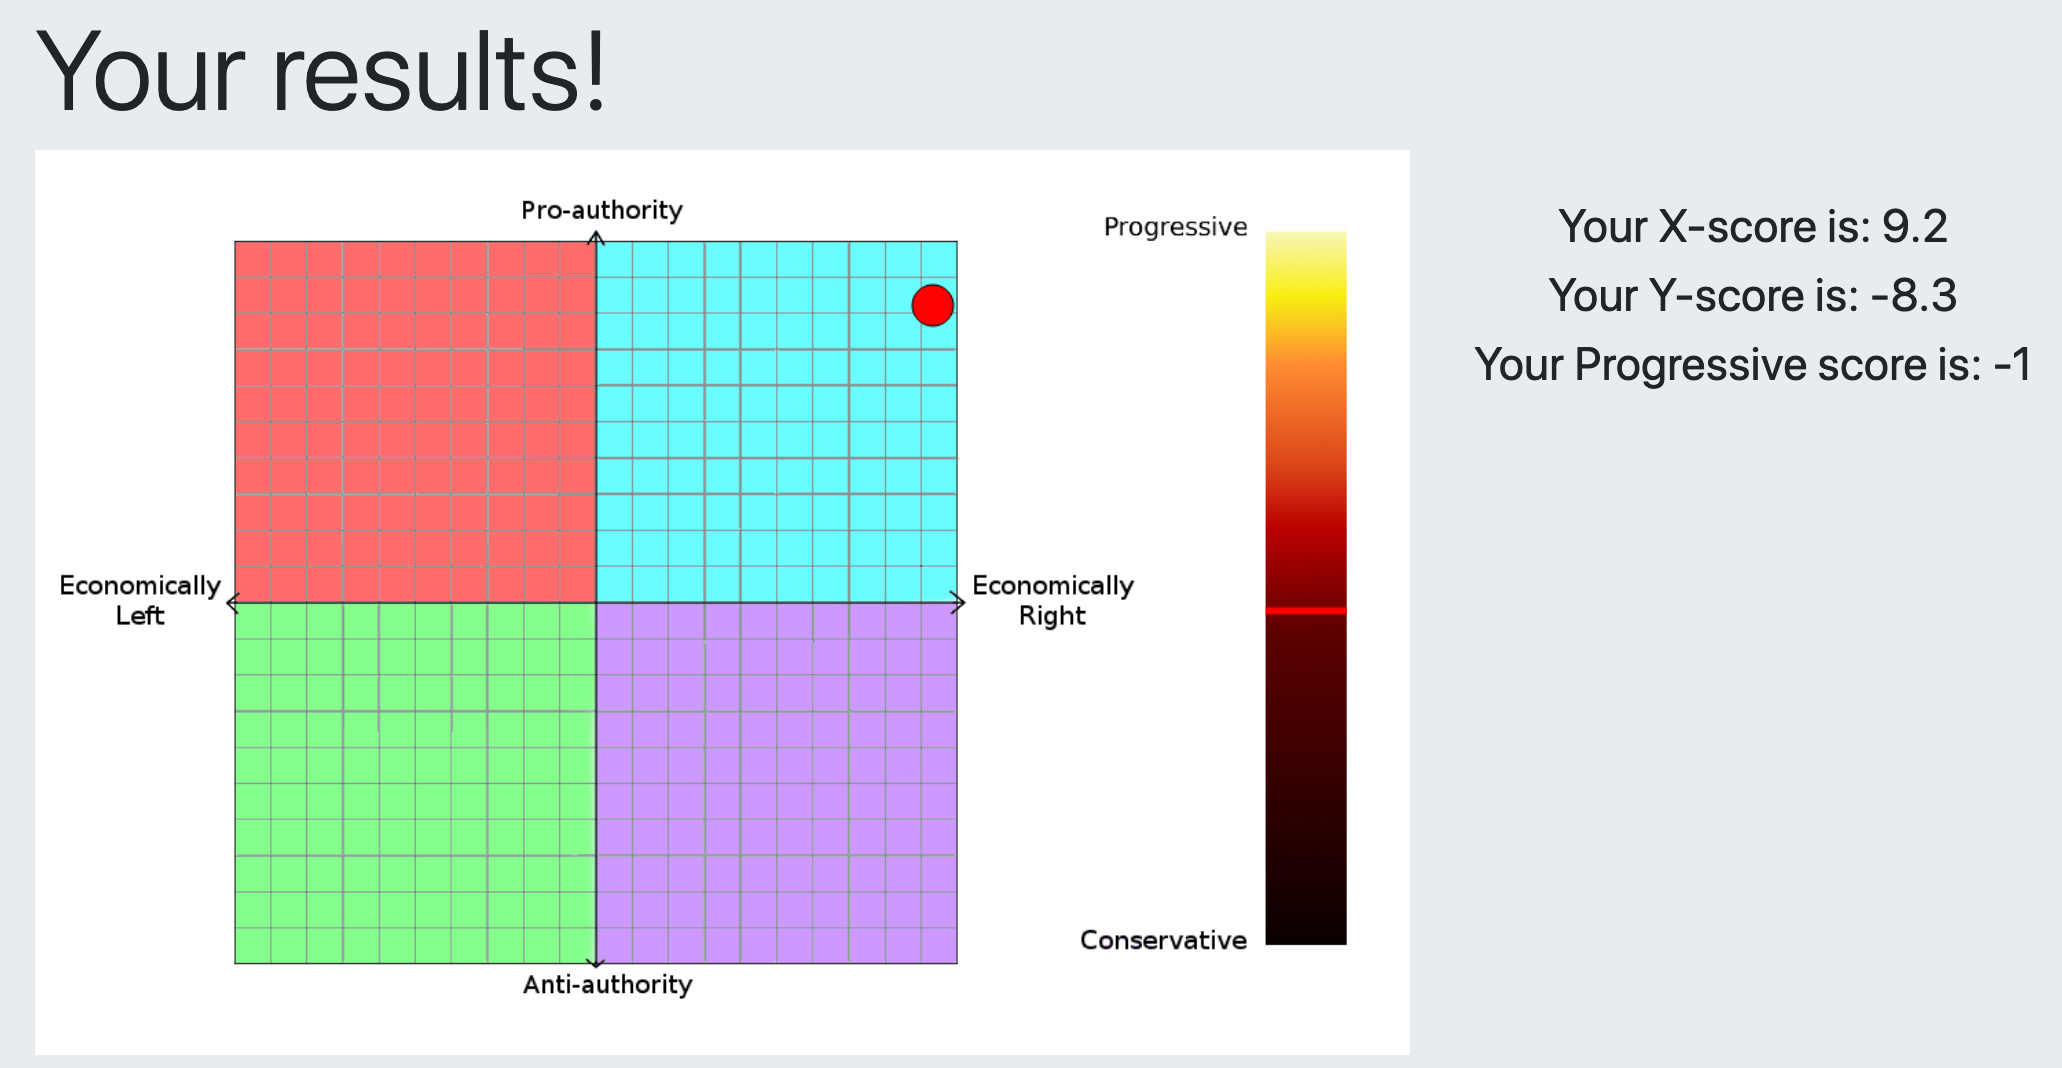 Your results!
Pro-authority
Progressive
Your X-score is: 9.2
Your Y-score is: -8.3
Your Progressive score is: -1
Economically
Left
Economically
Right
Conservative
Anti-authority